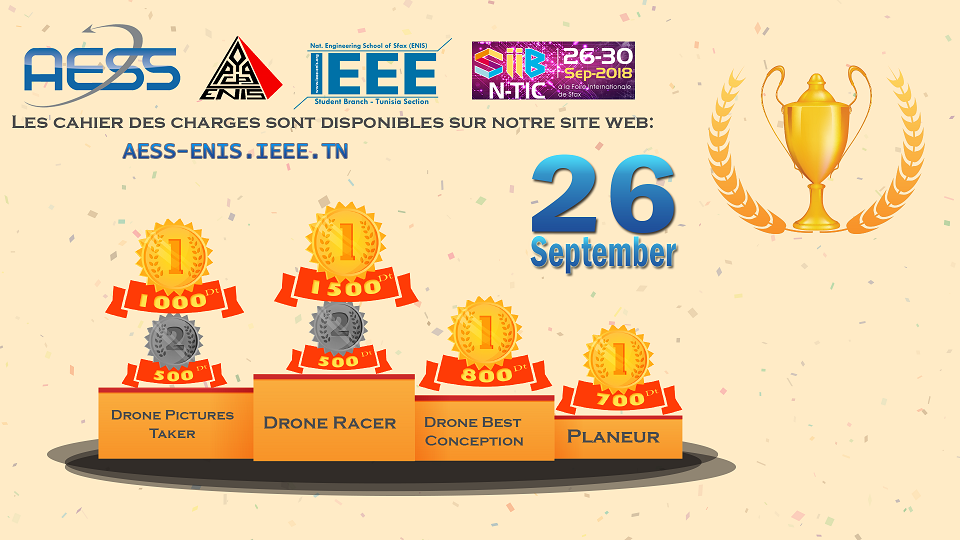 AESS
ENIS
Nat. Engineering School of Sfax (ENIS)
IEEE
Student Branch - Tunisia Section
SiiB
N-TIC
26-30
Sep-2018
à la Foire Internationale
de Sfax
Les cahier des charges sont disponibles sur notre site web:
AESS-ENIS.IEEE.TN
26
September
1
1000 Dt
2
500 Dt
Drone Pictures
Taker
1
1500 Dt
2
500 Dt
Drone Racer
1
800 Dt
Drone Best
Conception
1
700 Dt
Planeur